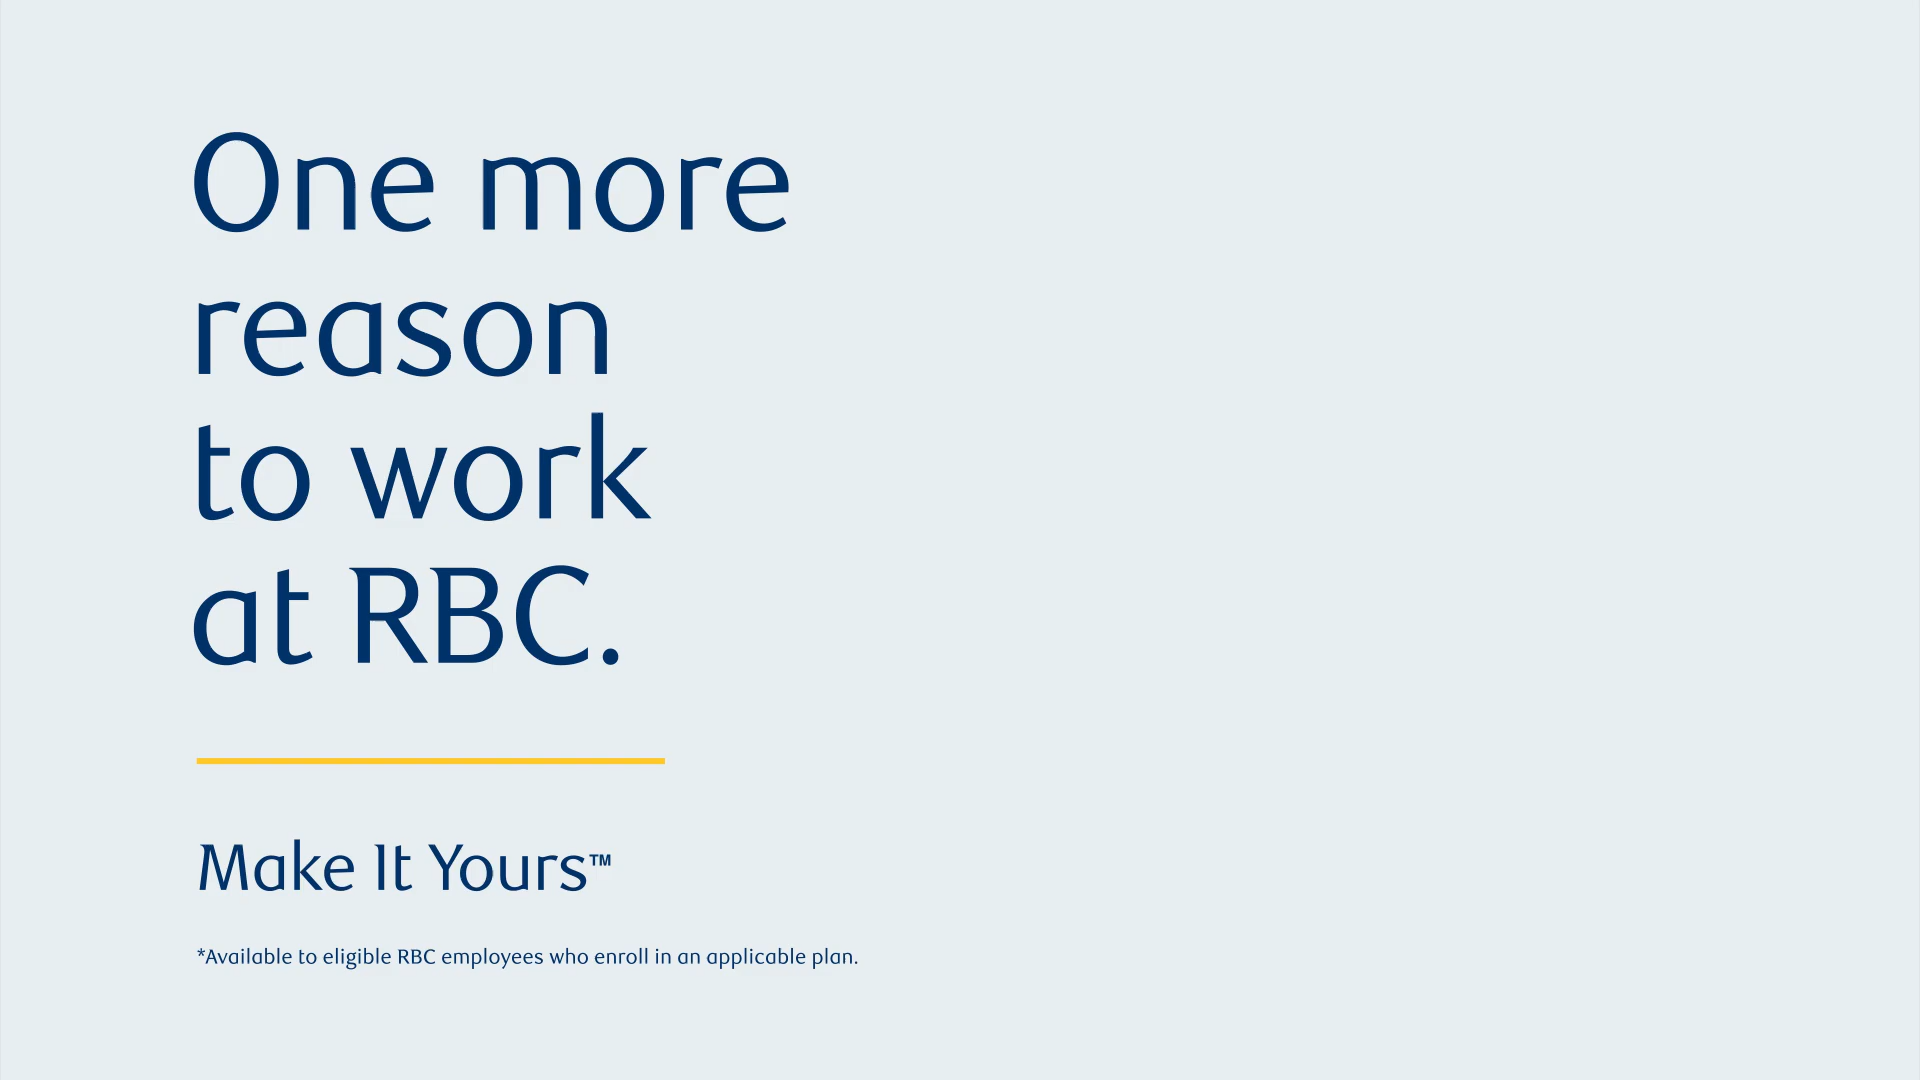 One more
reason
to work
at RBC.
Make It Yours™
*Available to eligible RBC employees who enroll in an applicable plan.